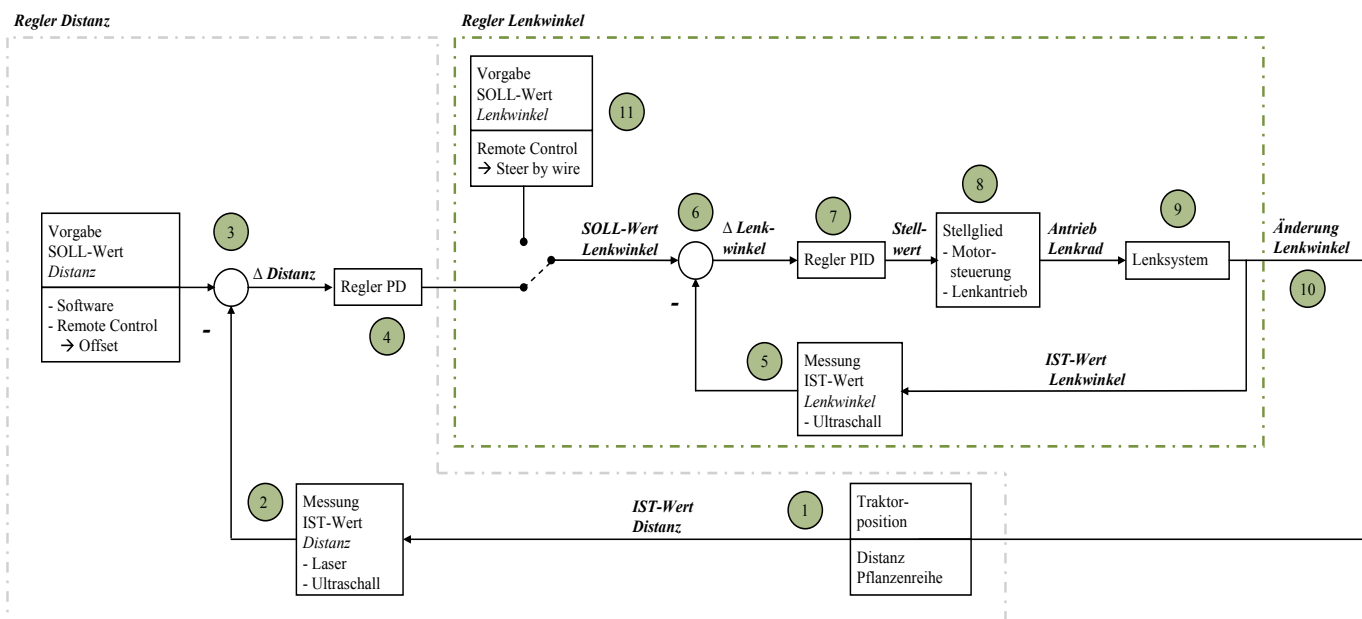 Regler Distanz
Regler Lenkwinkel
Vorgabe
SOLL-Wert
Lenkwinkel
Remote Control
→ Steer by wire
11
Vorgabe
SOLL-Wert
Distanz
- Software
- Remote Control
→ Offset
3
Δ Distanz
-
Regler PD
4
SOLL-Wert
Lenkwinkel
6
-
Δ Lenk-
winkel
7
Regler PID
Stell-
wert
8
Stellglied
- Motor-
steuerung
- Lenkantrieb
Antrieb
Lenkrad
9
Lenksystem
Änderung
Lenkwinkel
10
5
Messung
IST-Wert
Lenkwinkel
- Ultraschall
IST-Wert
Lenkwinkel
2
Messung
IST-Wert
Distanz
- Laser
- Ultraschall
IST-Wert
Distanz
1
Traktor-
position
Distanz
Pflanzenreihe